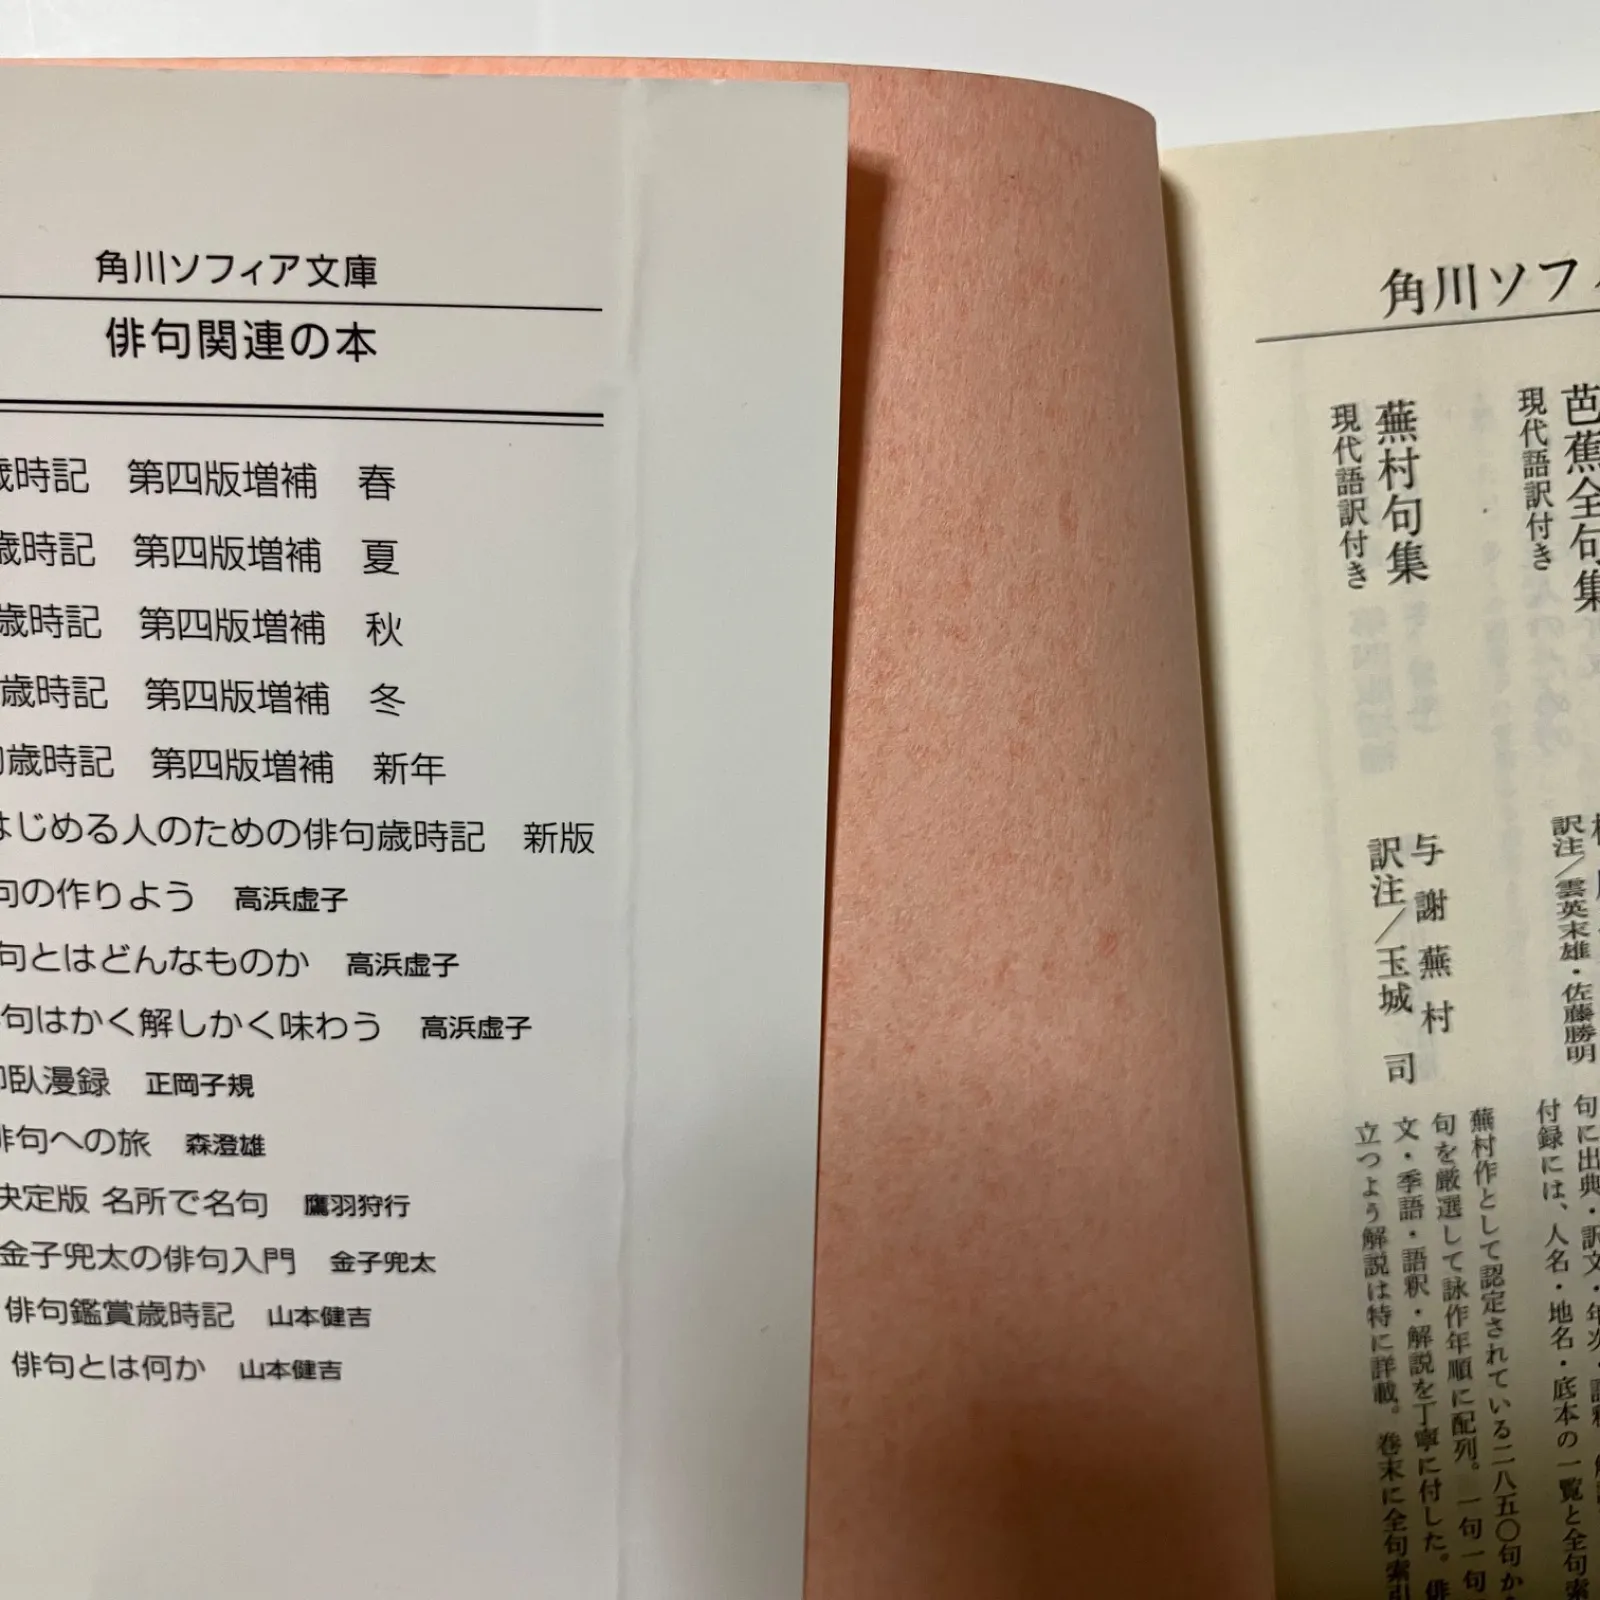 角川ソフィア文庫
俳句関連の本
歳時記 第四版増補 春
歳時記 第四版増補 夏
歳時記 第四版増補 秋
歳時記 第四版増補 冬
歳時記 第四版増補 新年
はじめる人のための俳句歳時記 新版
句の作りよう 高浜虚子
句とはどんなものか 高浜虚子
句はかく解しかく味わう 高浜虚子
臥漫録 正岡子規
俳句への旅 森澄雄
決定版 名所で名句 鷹羽狩行
金子兜太の俳句入門 金子兜太
俳句鑑賞歳時記 山本健吉
俳句とは何か 山本健吉
角川ソフ
芭蕉全句集
現代語訳付き
訳注/雲英末雄・佐藤勝明
句に出典・訳文・年次・語釈
付録には、人名・地名・底本の一覧と全句索
蕪村句集
現代語訳付き
与謝蕪村
訳注/玉城 司
蕪村作として認定されている二八五〇句か
句を厳選して詠作年順に配列。一句一句
文・季語・語釈・解説を丁寧に付した。俳
立つよう解説は特に詳載。巻末に全句索引